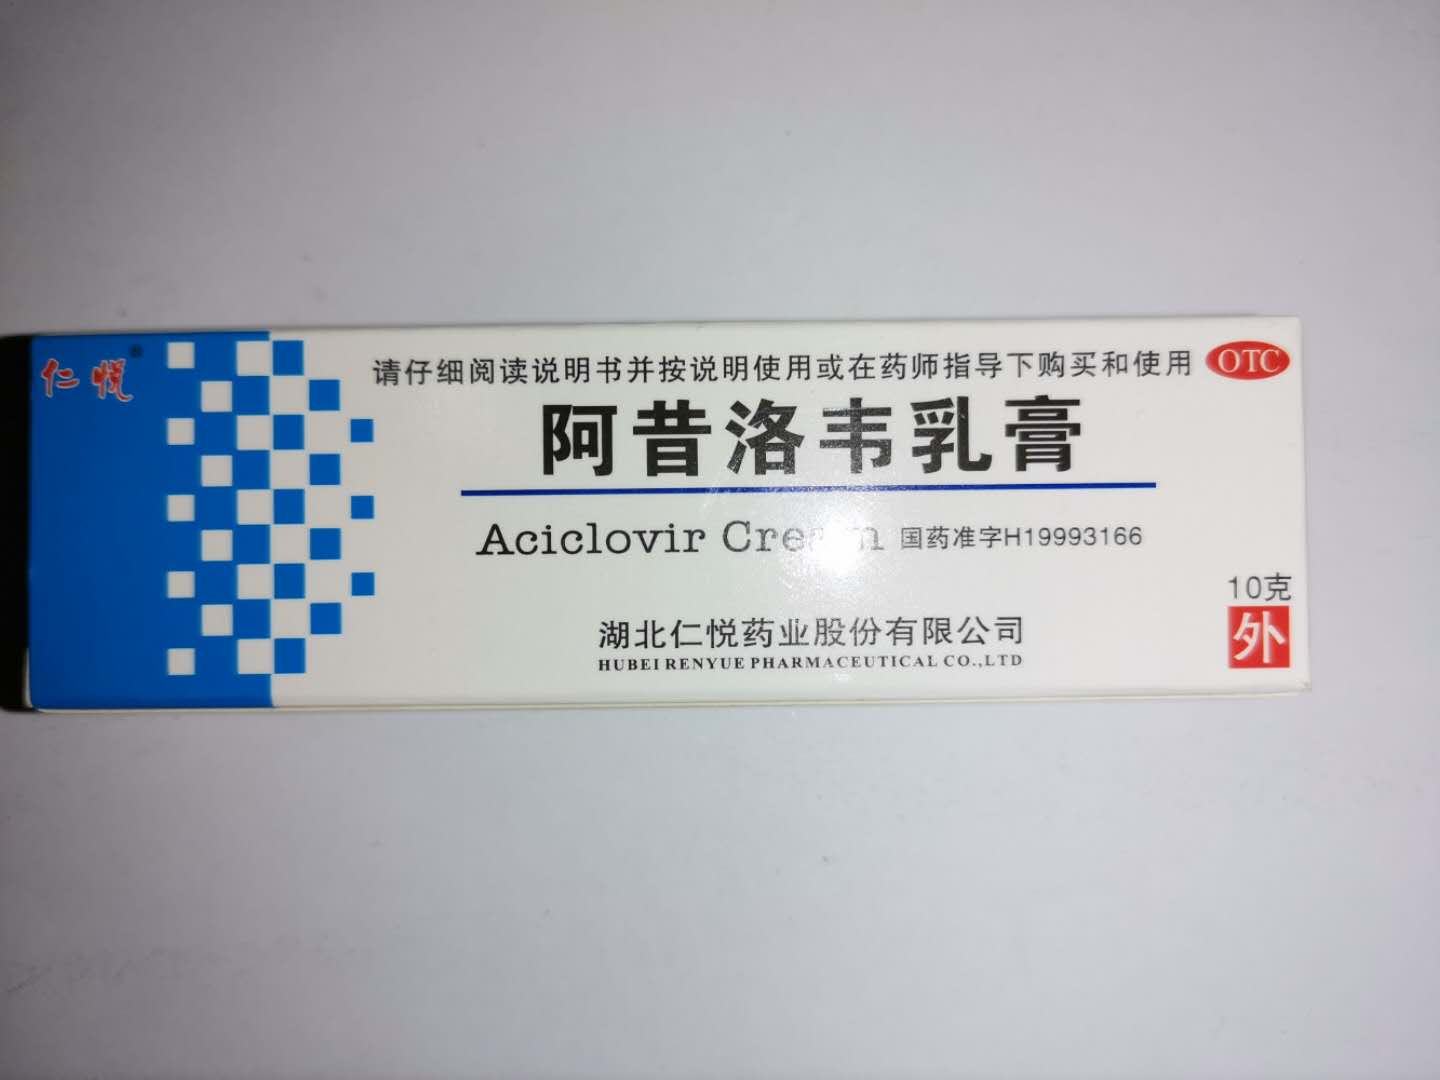 仁悦®
请仔细阅读说明书并按说明使用或在药师指导下购买和使用 OTC
阿昔洛韦乳膏
Aciclovir Cream 国药准字H19993166
10克
外
湖北仁悦药业股份有限公司
HUBEI RENYUE PHARMACEUTICAL CO.,LTD